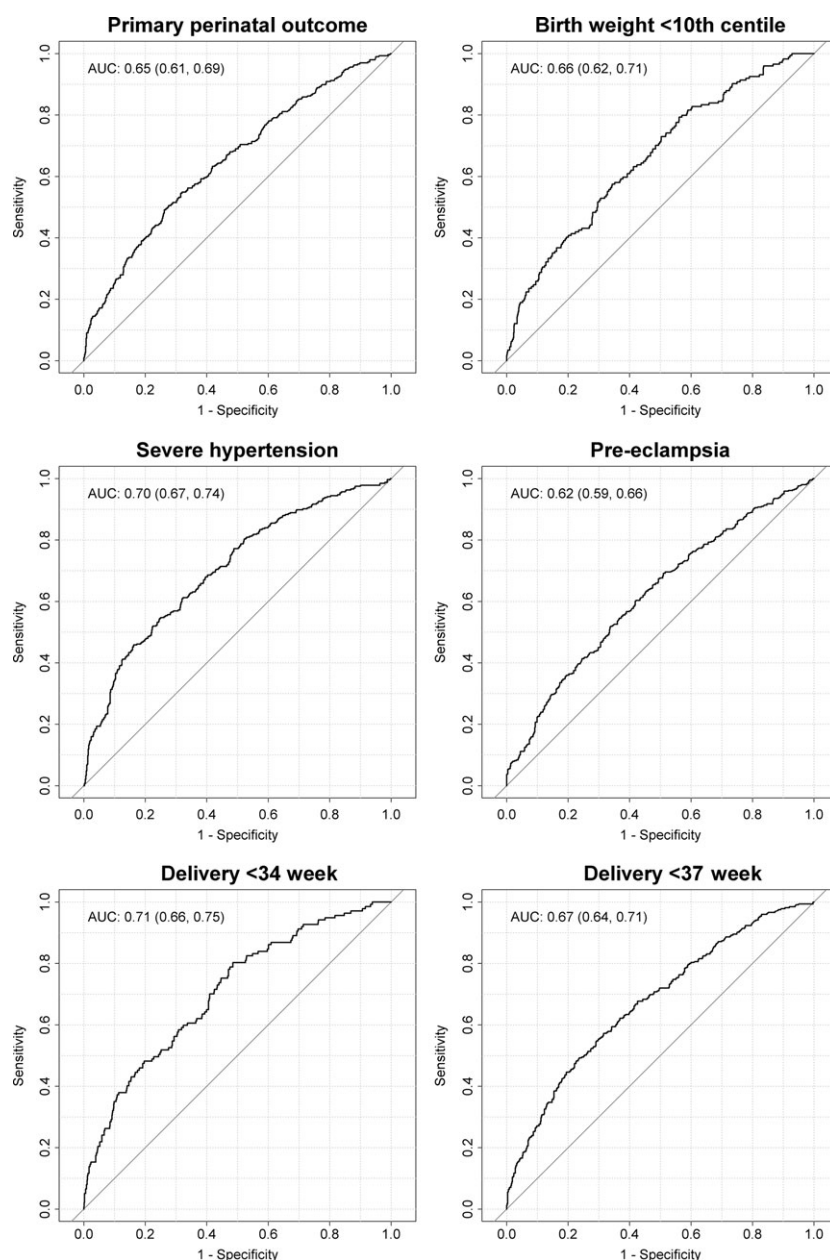 Primary perinatal outcome
AUC: 0.65 (0.61, 0.69)
Sensitivity
1.0
0.8
0.6
0.4
0.2
0.0
0.0 0.2 0.4 0.6 0.8 1.0
1 - Specificity
Birth weight <10th centile
AUC: 0.66 (0.62, 0.71)
Sensitivity
1.0
0.8
0.6
0.4
0.2
0.0
0.0 0.2 0.4 0.6 0.8 1.0
1 - Specificity
Severe hypertension
AUC: 0.70 (0.67, 0.74)
Sensitivity
1.0
0.8
0.6
0.4
0.2
0.0
0.0 0.2 0.4 0.6 0.8 1.0
1 - Specificity
Pre-eclampsia
AUC: 0.62 (0.59, 0.66)
Sensitivity
1.0
0.8
0.6
0.4
0.2
0.0
0.0 0.2 0.4 0.6 0.8 1.0
1 - Specificity
Delivery <34 week
AUC: 0.71 (0.66, 0.75)
Sensitivity
1.0
0.8
0.6
0.4
0.2
0.0
0.0 0.2 0.4 0.6 0.8 1.0
1 - Specificity
Delivery <37 week
AUC: 0.67 (0.64, 0.71)
Sensitivity
1.0
0.8
0.6
0.4
0.2
0.0
0.0 0.2 0.4 0.6 0.8 1.0
1 - Specificity